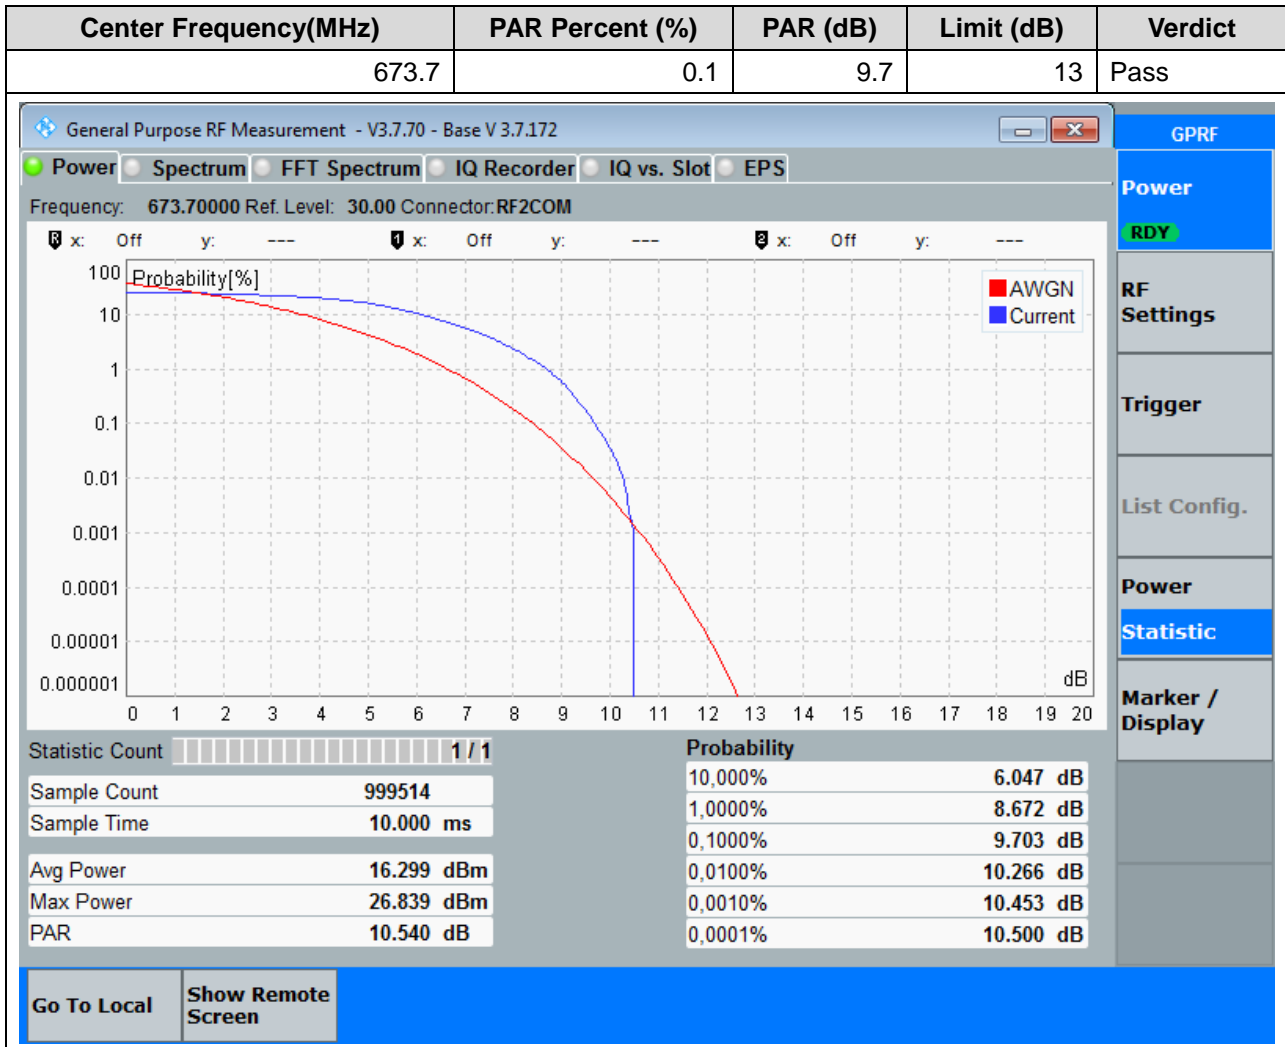 Center Frequency(MHz) PAR Percent (%) PAR (dB) Limit (dB) Verdict
673.7 0.1 9.7 13 Pass
General Purpose RF Measurement - V3.7.70 - Base V 3.7.172
GPRF
Power Spectrum FFT Spectrum IQ Recorder IQ vs. Slot EPS
Power
RDY
Frequency: 673.70000 Ref. Level: 30.00 Connector: RF2COM
R x: Off y: --- 1 x: Off y: --- 2 x: Off y: ---
Probability[%]
AWGN
Current
100
10
1
0.1
0.01
0.001
0.0001
0.00001
0.000001
dB
0 1 2 3 4 5 6 7 8 9 10 11 12 13 14 15 16 17 18 19 20
RF
Settings
Trigger
List Config.
Power
Statistic
Marker /
Display
Statistic Count 1 / 1
Sample Count 999514
Sample Time 10.000 ms
Avg Power 16.299 dBm
Max Power 26.839 dBm
PAR 10.540 dB
Probability
10,000% 6.047 dB
1,0000% 8.672 dB
0,1000% 9.703 dB
0,0100% 10.266 dB
0,0010% 10.453 dB
0,0001% 10.500 dB
Go To Local
Show Remote
Screen